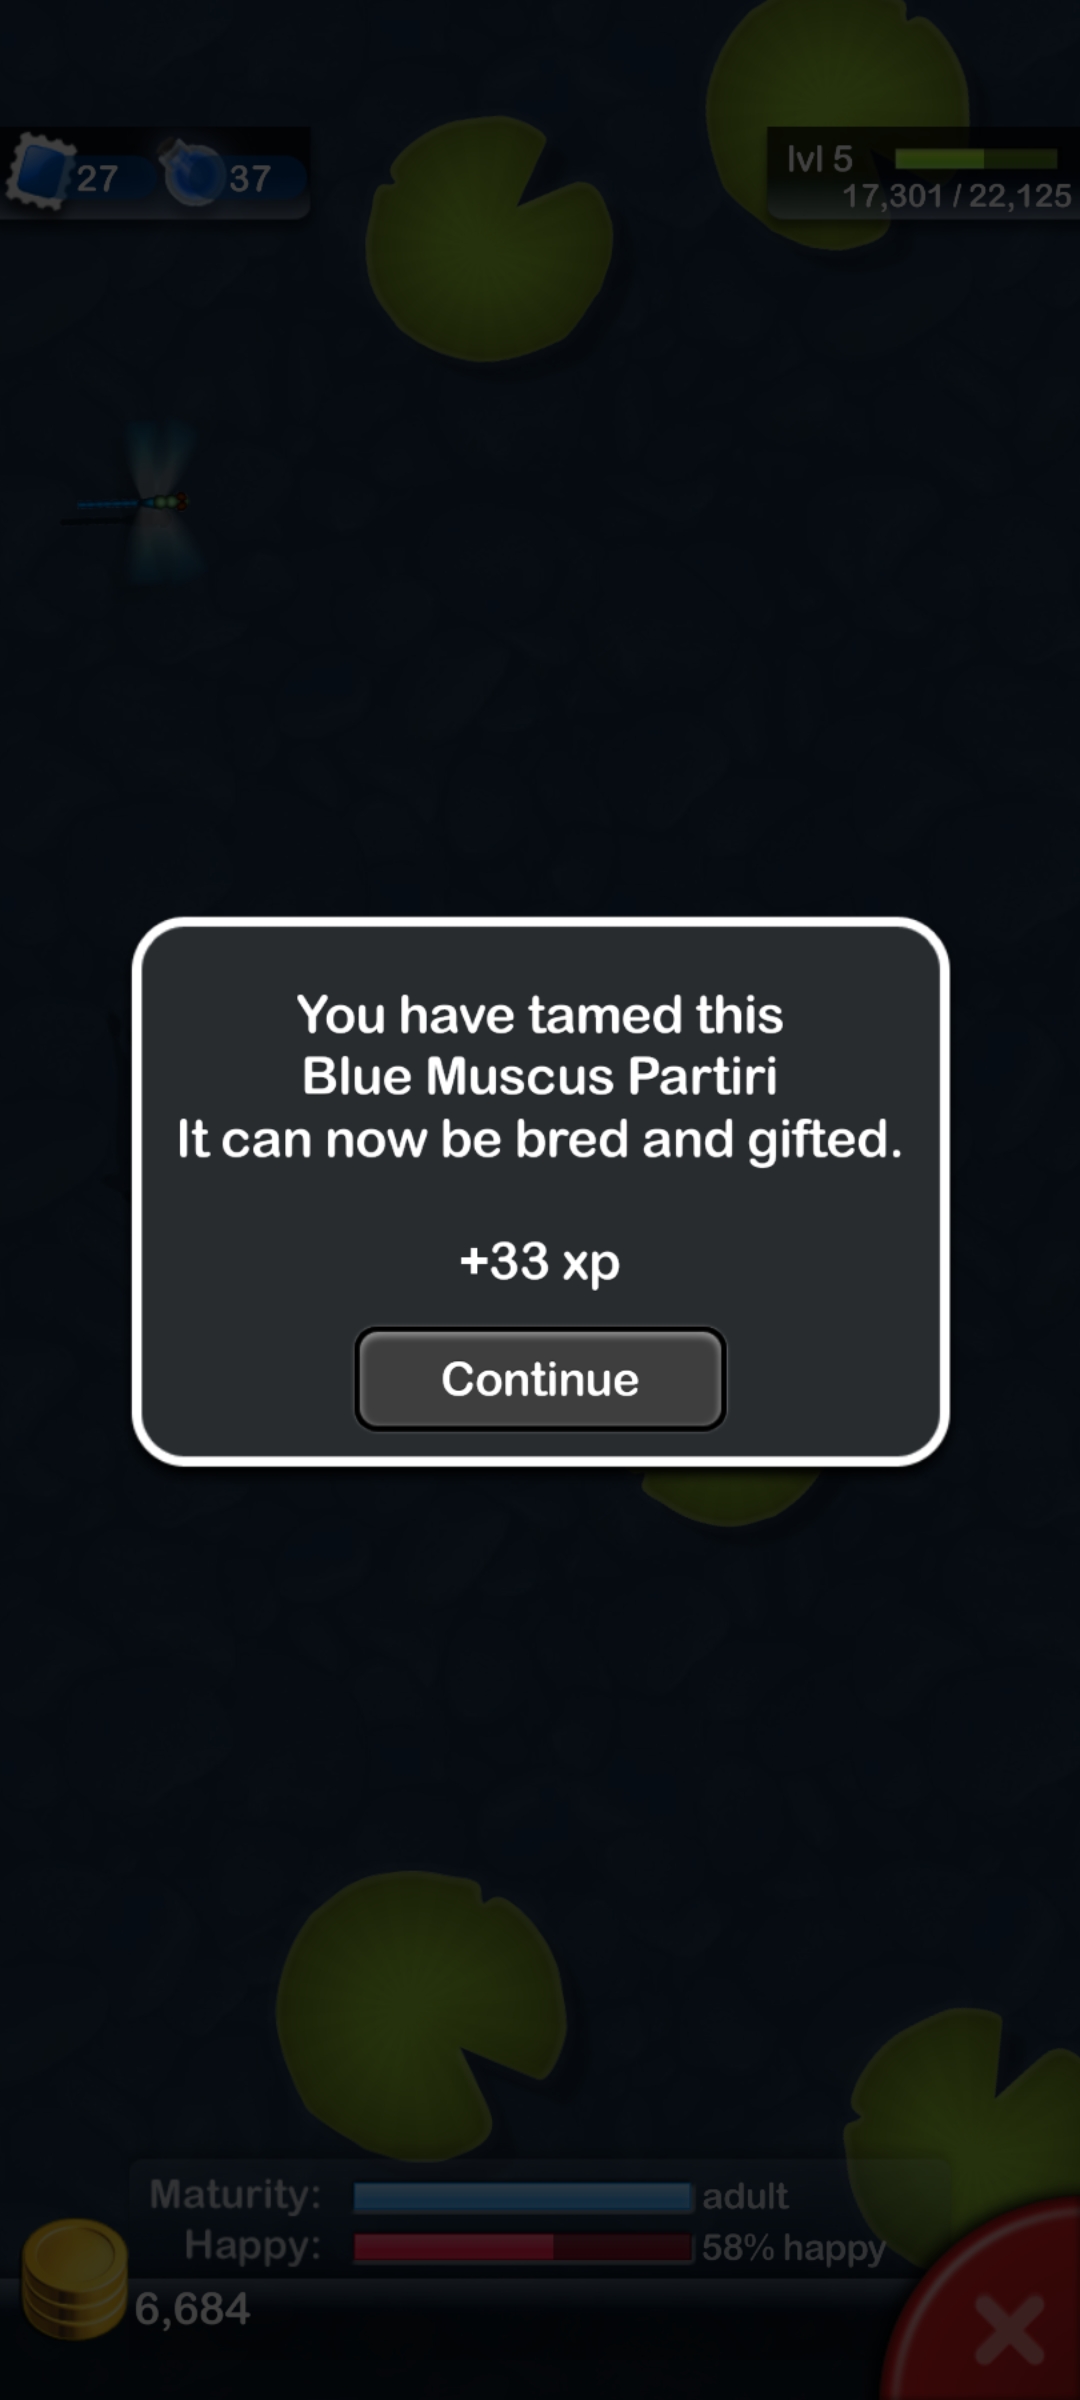 27
37
lvl 5
17,301 / 22,125
You have tamed this
Blue Muscus Partiri
It can now be bred and gifted.
+33 xp
Continue
Maturity: adult
Happy: 58% happy
6,684